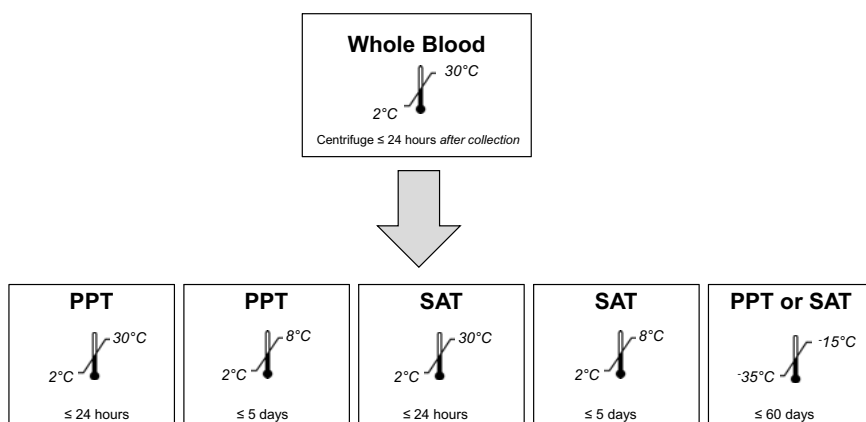 Whole Blood
30°C
2°C
Centrifuge ≤ 24 hours after collection
PPT
30°C
2°C
≤ 24 hours
PPT
8°C
2°C
≤ 5 days
SAT
30°C
2°C
≤ 24 hours
SAT
8°C
2°C
≤ 5 days
PPT or SAT
-15°C
-35°C
≤ 60 days